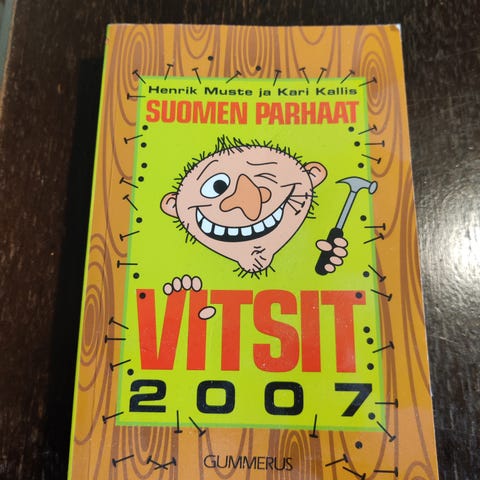 Henrik Muste ja Kari Kallis
SUOMEN PARHAAT
VITSIT
2007
GUMMERUS